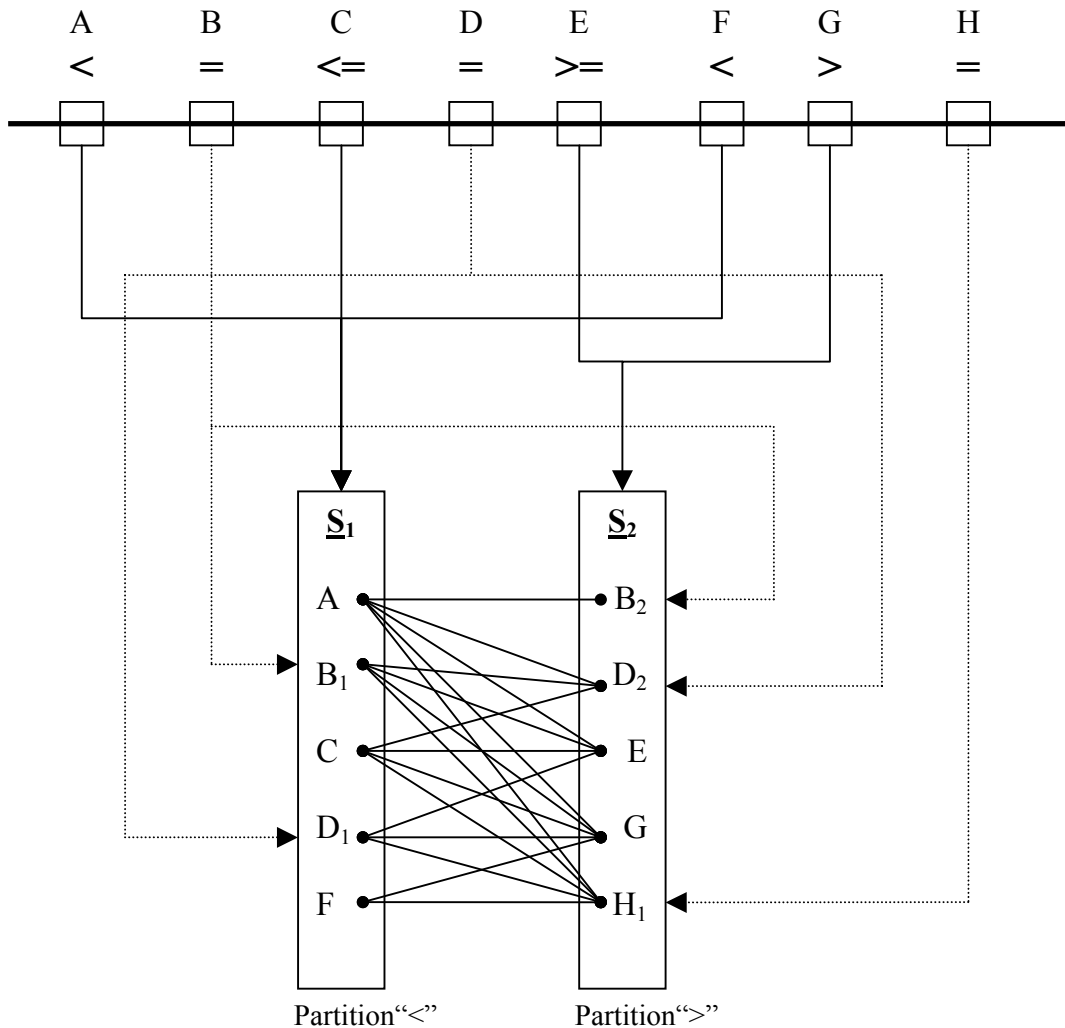 A B C D E F G H
< = <= = >= < > =
S1 S2
A B2
B1 D2
C E
D1 G
F H1
Partition“<” Partition“>”